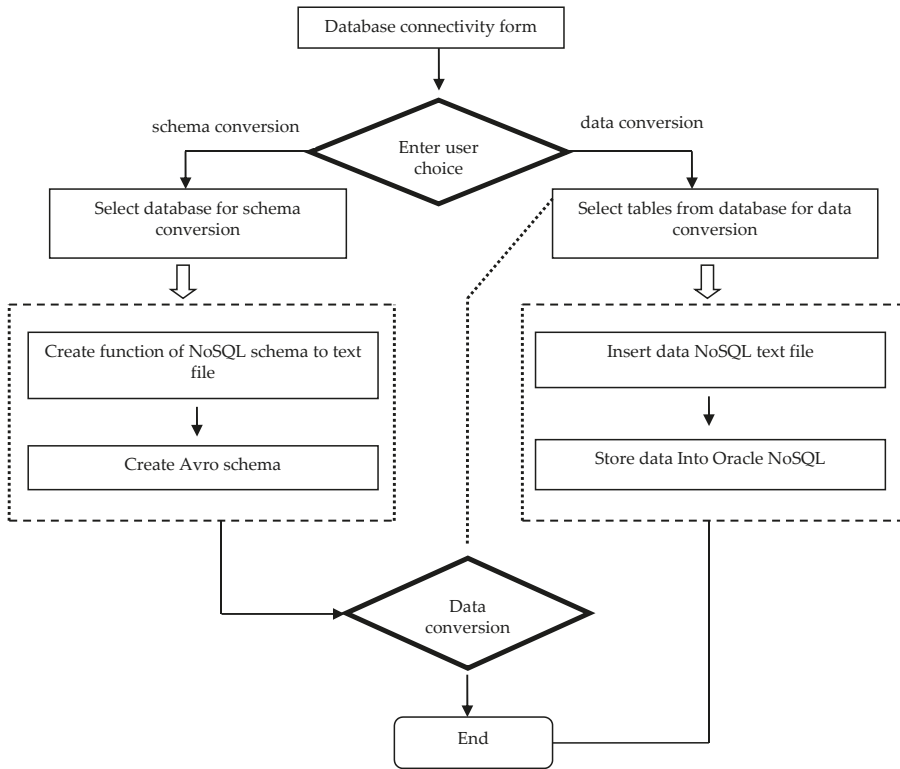 Database connectivity form
schema conversion
data conversion
Enter user
choice
Select database for schema
conversion
Select tables from database for data
conversion
Create function of NoSQL schema to text
file
Create Avro schema
Insert data NoSQL text file
Store data Into Oracle NoSQL
Data
conversion
End